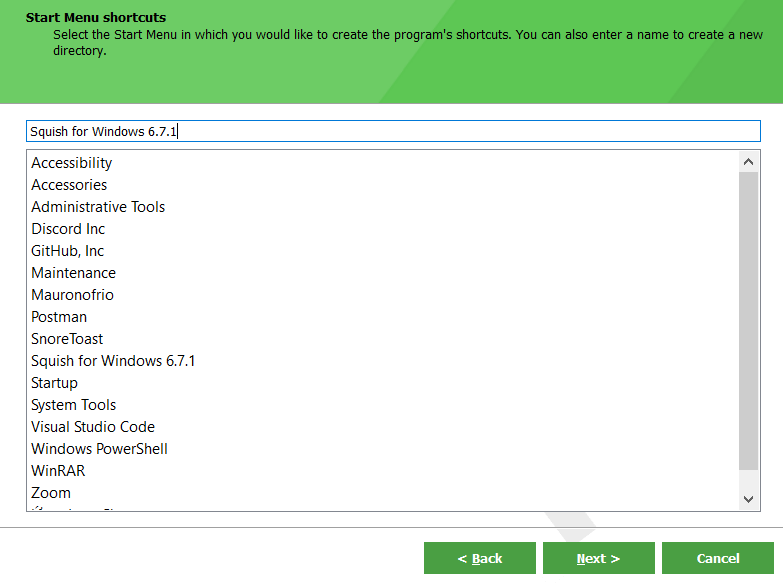 Start Menu shortcuts
Select the Start Menu in which you would like to create the program's shortcuts. You can also enter a name to create a new
directory.
Squish for Windows 6.7.1
Accessibility
Accessories
Administrative Tools
Discord Inc
GitHub, Inc
Maintenance
Mauronofrio
Postman
SnoreToast
Squish for Windows 6.7.1
Startup
System Tools
Visual Studio Code
Windows PowerShell
WinRAR
Zoom
< Back
Next >
Cancel